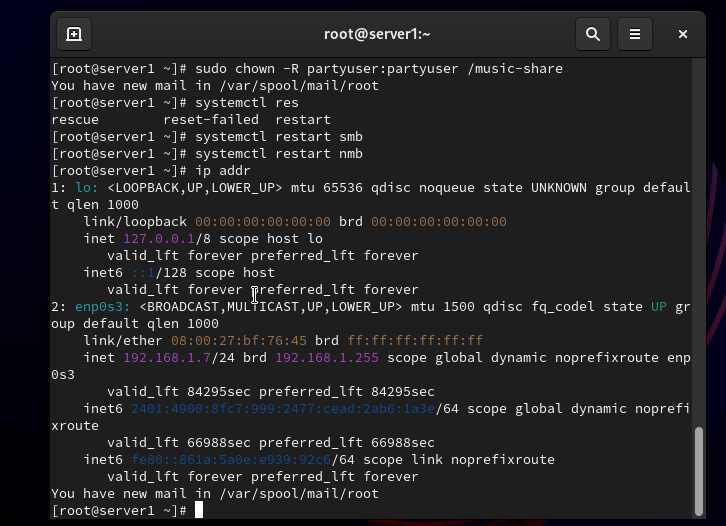 root@server1:~
[root@server1 ~]# sudo chown -R partyuser:partyuser /music-share
You have new mail in /var/spool/mail/root
[root@server1 ~]# systemctl res
rescue        reset-failed  restart
[root@server1 ~]# systemctl restart smb
[root@server1 ~]# systemctl restart nmb
[root@server1 ~]# ip addr
1: lo: <LOOPBACK,UP,LOWER_UP> mtu 65536 qdisc noqueue state UNKNOWN group defaul
t qlen 1000
    link/loopback 00:00:00:00:00:00 brd 00:00:00:00:00:00
    inet 127.0.0.1/8 scope host lo
       valid_lft forever preferred_lft forever
    inet6 ::1/128 scope host
       valid_lft forever preferred_lft forever
2: enp0s3: <BROADCAST,MULTICAST,UP,LOWER_UP> mtu 1500 qdisc fq_codel state UP gr
oup default qlen 1000
    link/ether 08:00:27:bf:76:45 brd ff:ff:ff:ff:ff:ff
    inet 192.168.1.7/24 brd 192.168.1.255 scope global dynamic noprefixroute enp
0s3
       valid_lft 84295sec preferred_lft 84295sec
    inet6 2401:4900:8fc7:999:2477:cead:2ab6:1a3e/64 scope global dynamic noprefi
xroute
       valid_lft 66988sec preferred_lft 66988sec
    inet6 fe80::861a:5a0e:e939:92c6/64 scope link noprefixroute
       valid_lft forever preferred_lft forever
You have new mail in /var/spool/mail/root
[root@server1 ~]#